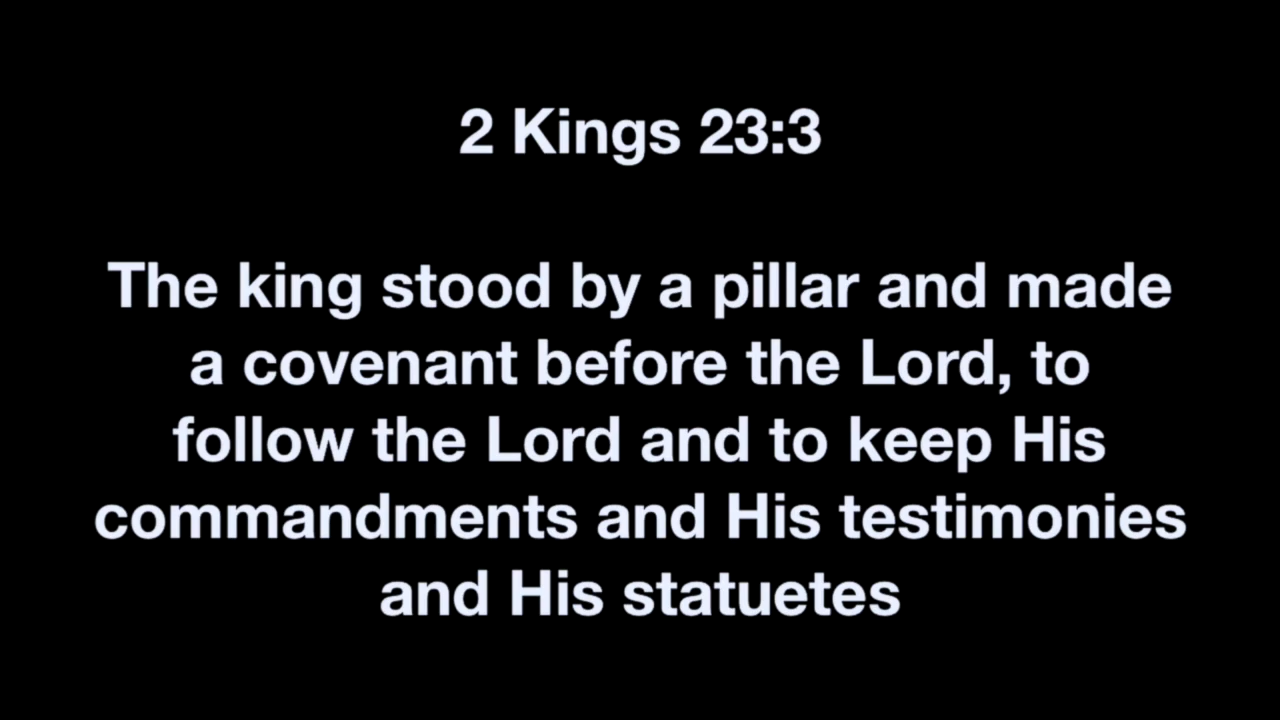 2 Kings 23:3
The king stood by a pillar and made
a covenant before the Lord, to
follow the Lord and to keep His
commandments and His testimonies
and His statuetes